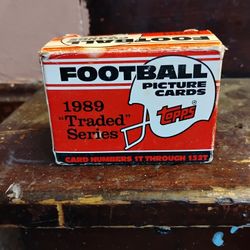 FOOTBALL
PICTURE
CARDS
1989
"Traded"
Series
Topps
CARD NUMBERS 1T THROUGH 132T